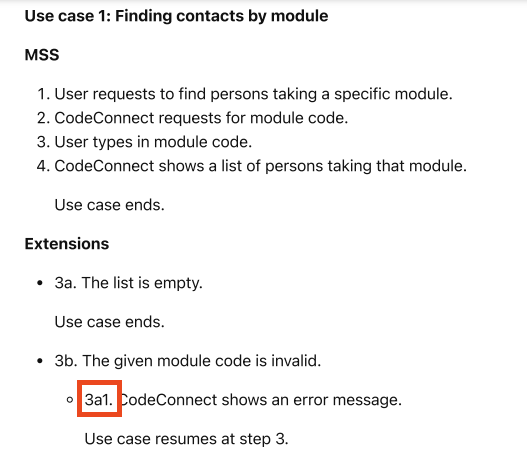 Use case 1: Finding contacts by module
MSS
1. User requests to find persons taking a specific module.
2. CodeConnect requests for module code.
3. User types in module code.
4. CodeConnect shows a list of persons taking that module.
Use case ends.
Extensions
• 3a. The list is empty.
Use case ends.
• 3b. The given module code is invalid.
◦ 3a1. CodeConnect shows an error message.
Use case resumes at step 3.